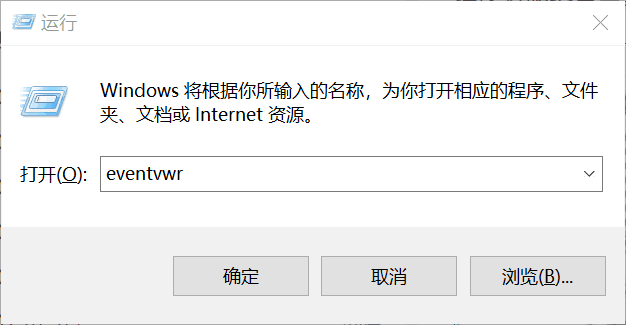 运行
Windows 将根据你所输入的名称，为你打开相应的程序、文件
夹、文档或 Internet 资源。
打开(O): eventvwr
确定 取消 浏览(B)...